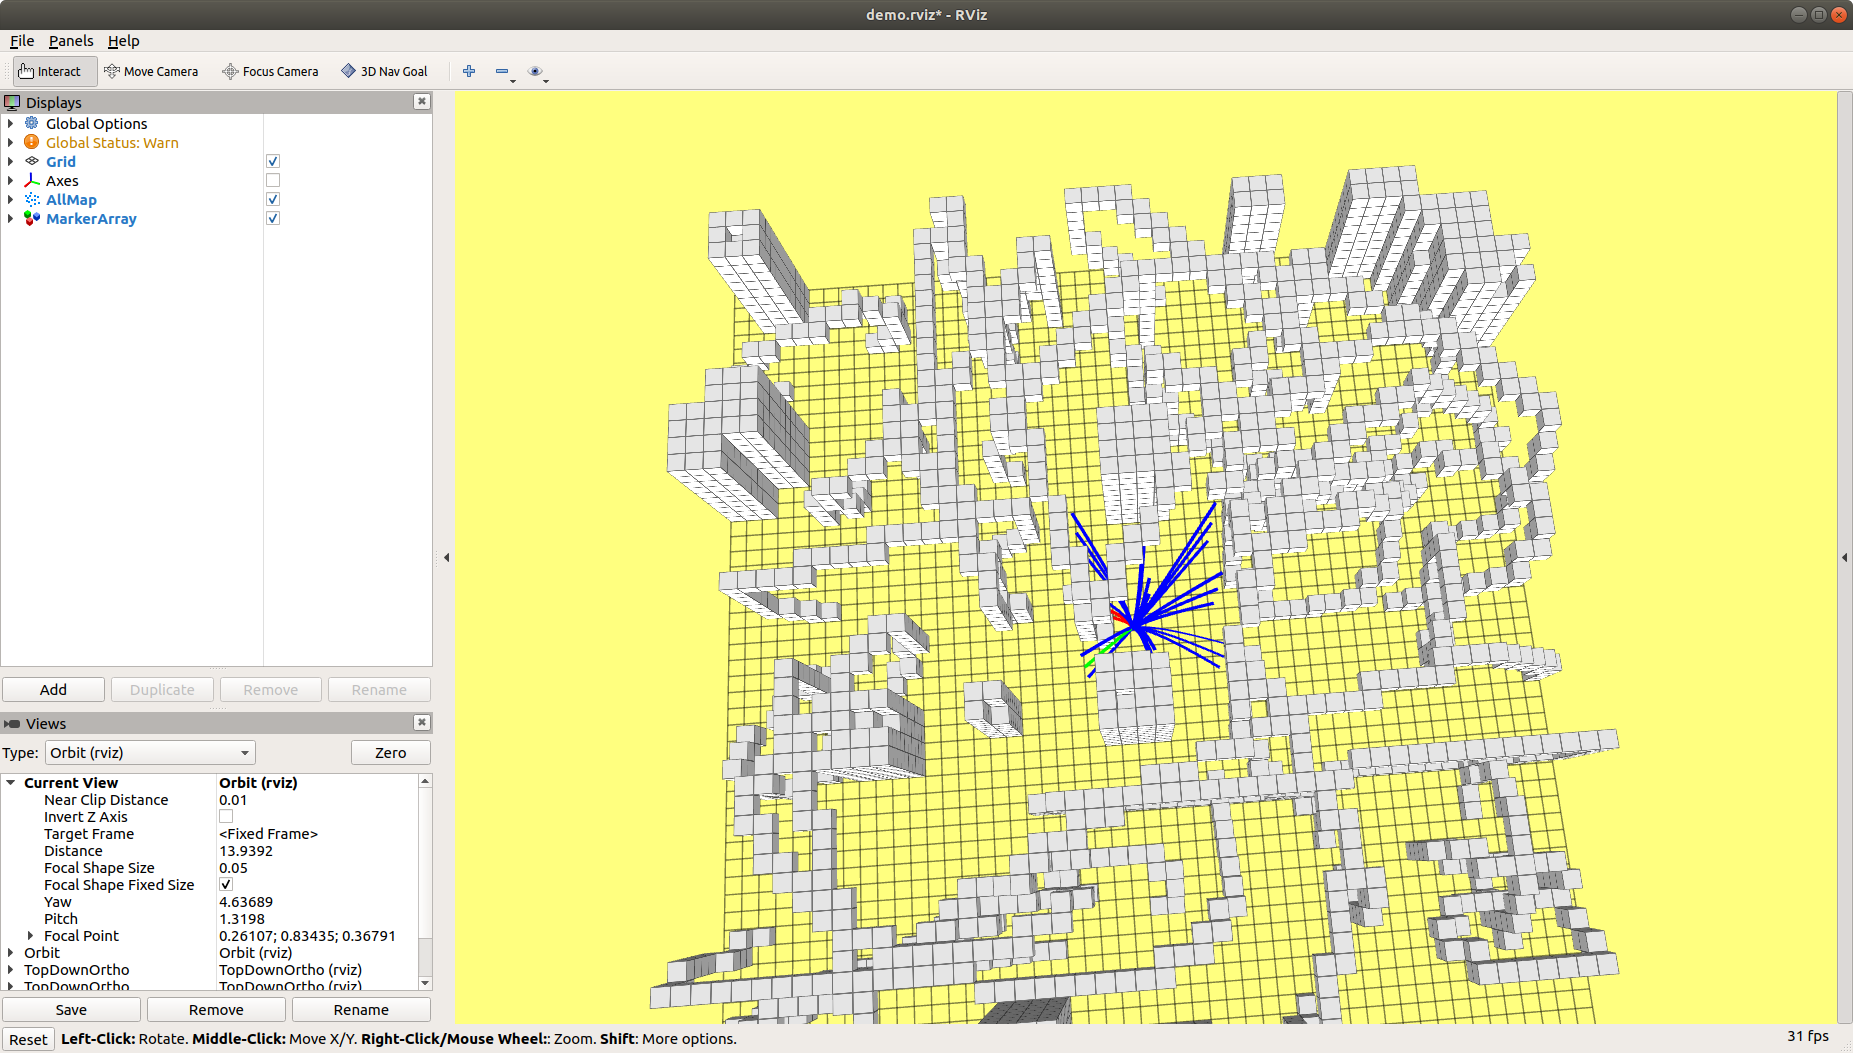 demo.rviz* - RViz
File Panels Help
Interact Move Camera Focus Camera 3D Nav Goal
Displays
Global Options
Global Status: Warn
Grid
Axes
AllMap
MarkerArray
Add Duplicate Remove Rename
Views
Type: Orbit (rviz) Zero
Current View Orbit (rviz)
Near Clip Distance 0.01
Invert Z Axis
Target Frame <Fixed Frame>
Distance 13.9392
Focal Shape Size 0.05
Focal Shape Fixed Size
Yaw 4.63689
Pitch 1.3198
Focal Point 0.26107; 0.83435; 0.36791
Orbit Orbit (rviz)
TopDownOrtho TopDownOrtho (rviz)
TopDownOrtho TopDownOrtho (rviz)
Save Remove Rename
Reset Left-Click: Rotate. Middle-Click: Move X/Y. Right-Click/Mouse Wheel:: Zoom. Shift: More options. 31 fps